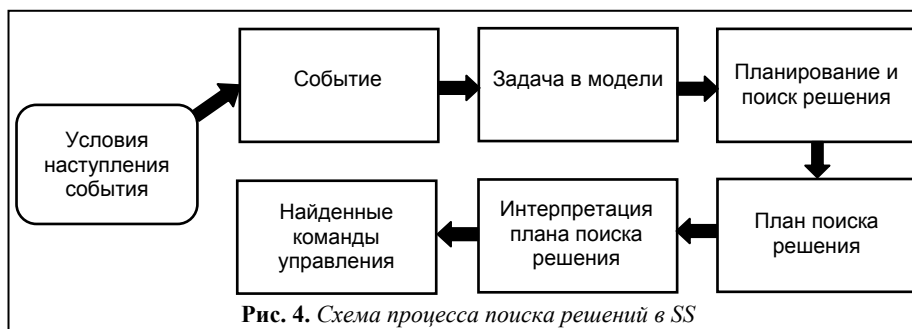 Условия
наступления
события
Событие
Задача в модели
Планирование и
поиск решения
План поиска
решения
Интерпретация
плана поиска
решения
Найденные
команды
управления
Рис. 4. Схема процесса поиска решений в SS